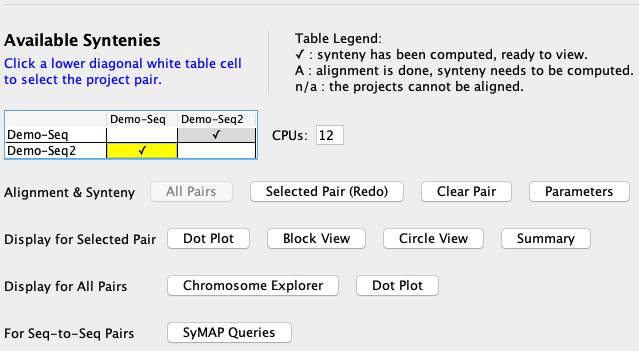 Available Syntenies
Click a lower diagonal white table cell
to select the project pair.
Table Legend:
✓ : synteny has been computed, ready to view.
A : alignment is done, synteny needs to be computed.
n/a : the projects cannot be aligned.
Demo-Seq Demo-Seq2
Demo-Seq ✓
Demo-Seq2 ✓
CPUs: 12
Alignment & Synteny All Pairs Selected Pair (Redo) Clear Pair Parameters
Display for Selected Pair Dot Plot Block View Circle View Summary
Display for All Pairs Chromosome Explorer Dot Plot
For Seq-to-Seq Pairs SyMAP Queries